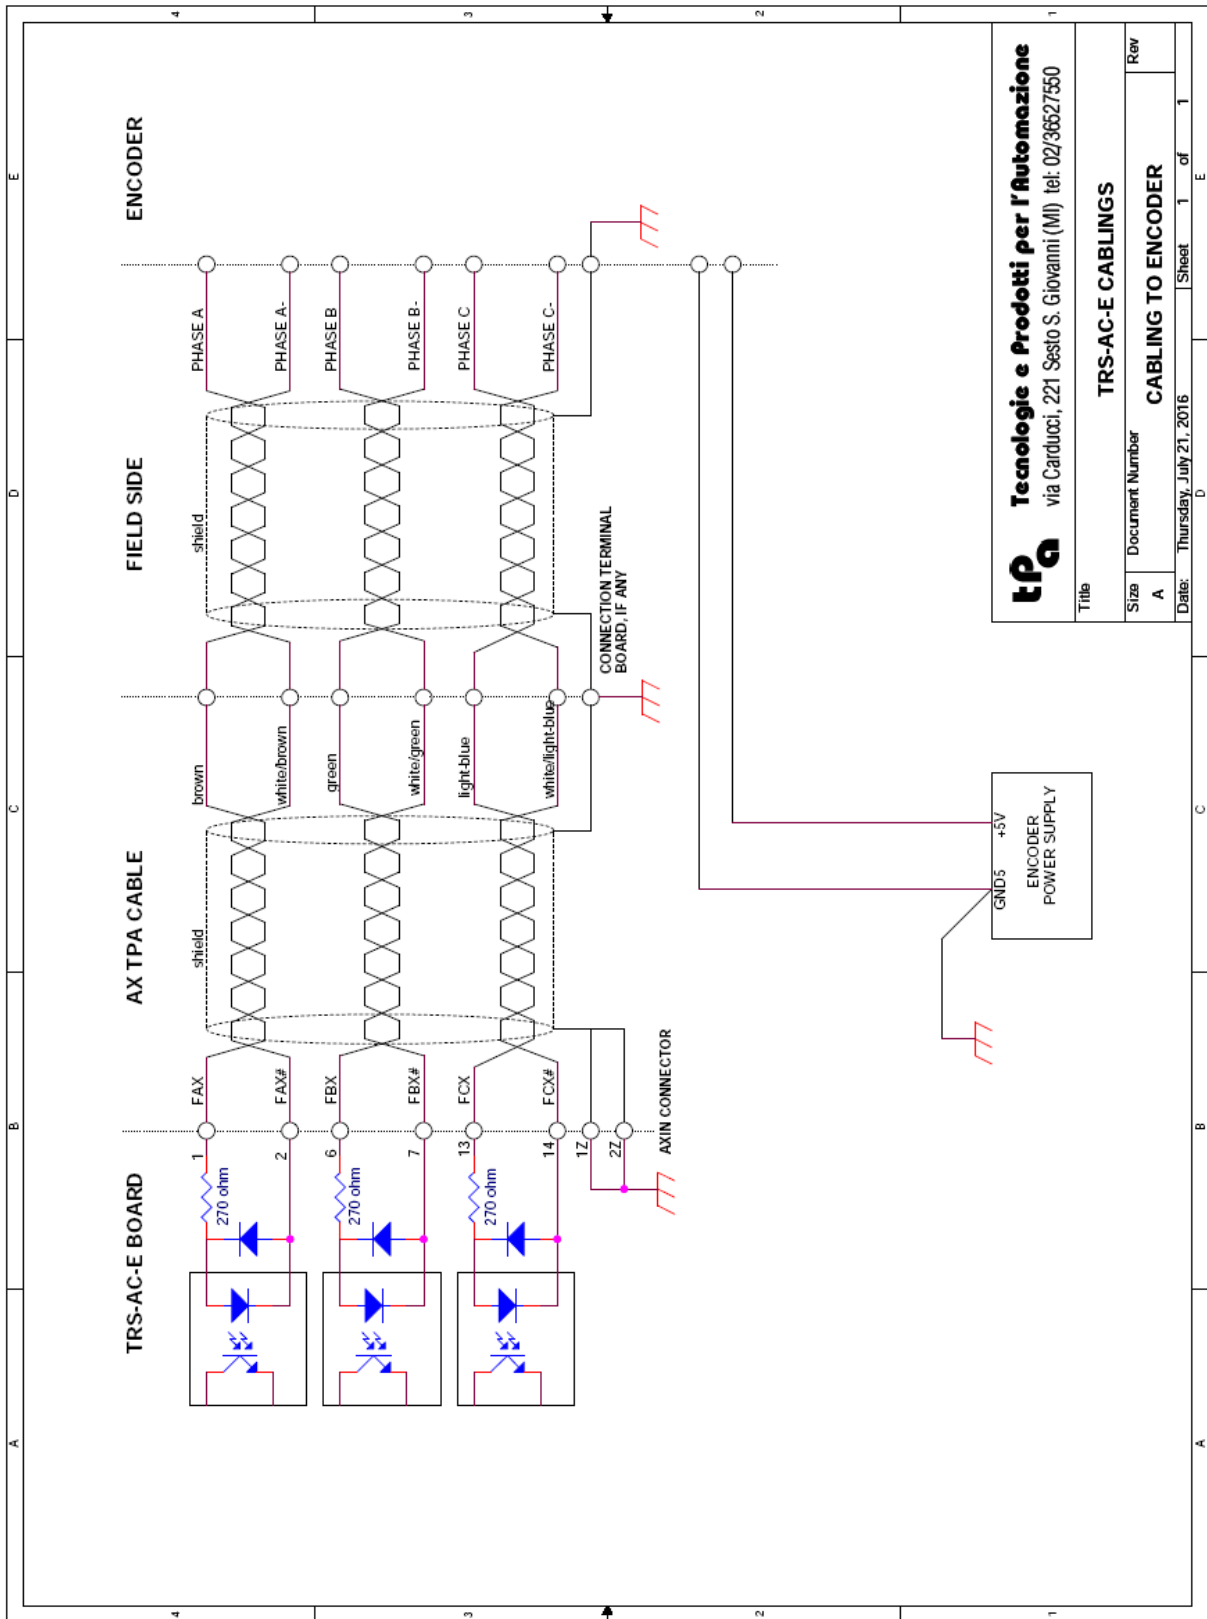 TRS-AC-E BOARD
AX TPA CABLE
FIELD SIDE
ENCODER
1
270 ohm
FAX
shield
brown
shield
PHASE A
2
FAX#
white/brown
PHASE A-
6
270 ohm
FBX
green
PHASE B
7
FBX#
white/green
PHASE B-
13
270 ohm
FCX
light-blue
PHASE C
14
FCX#
white/light-blue
PHASE C-
1Z
2Z
AXIN CONNECTOR
CONNECTION TERMINAL
BOARD, IF ANY
GND5
+5V
ENCODER
POWER SUPPLY
tPa
Tecnologie e Prodotti per l'Automazione
via Carducci, 221 Sesto S. Giovanni (MI) tel: 02/36527550
Title
TRS-AC-E CABLINGS
Size
A
Document Number
CABLING TO ENCODER
Rev
Date:
Thursday, July 21, 2016
Sheet
1
of
1
A
B
C
D
E
A
B
C
D
E
4
3
2
1
4
3
2
1